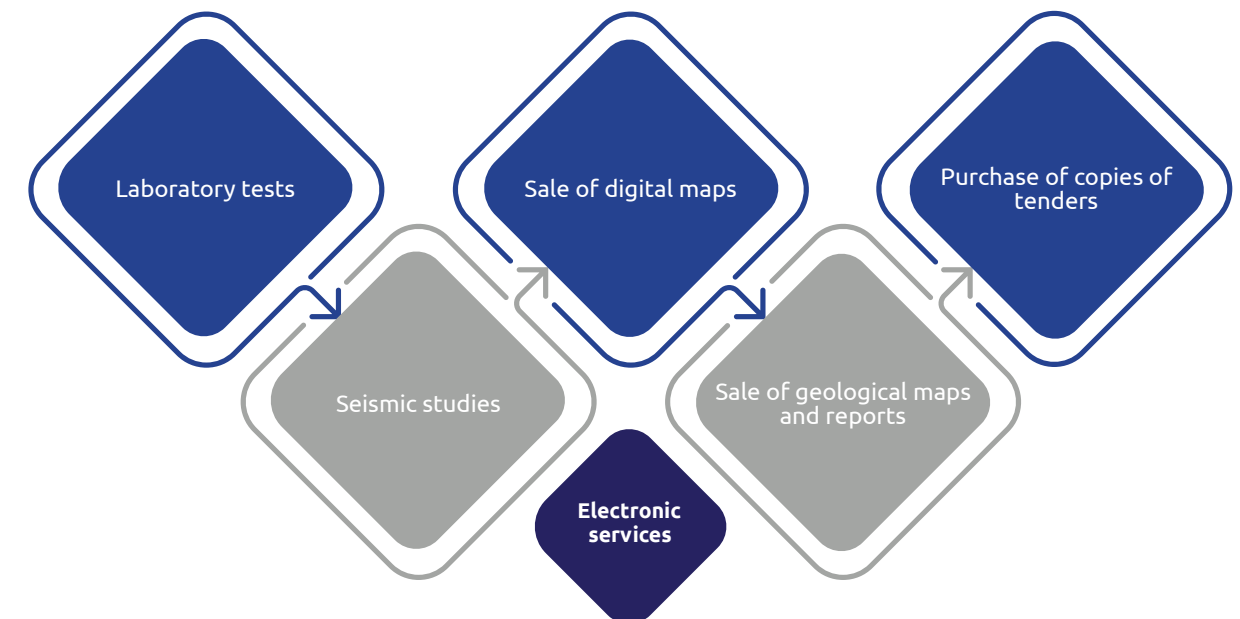 Laboratory tests
Sale of digital maps
Purchase of copies of
tenders
Seismic studies
Sale of geological maps
and reports
Electronic
services